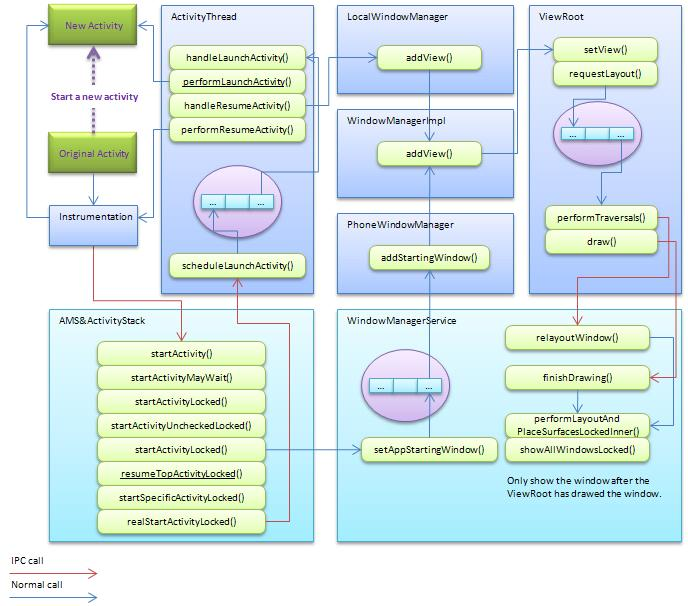 New Activity
Start a new activity
Original Activity
Instrumentation
ActivityThread
handleLaunchActivity()
performLaunchActivity()
handleResumeActivity()
performResumeActivity()
... ...
scheduleLaunchActivity()
LocalWindowManager
addView()
WindowManagerImpl
addView()
PhoneWindowManager
addStartingWindow()
ViewRoot
setView()
requestLayout()
... ...
performTraversals()
draw()
AMS&ActivityStack
startActivity()
startActivityMayWait()
startActivityLocked()
startActivityUncheckedLocked()
startActivityLocked()
resumeTopActivityLocked()
startSpecificActivityLocked()
realStartActivityLocked()
WindowManagerService
... ...
setAppStartingWindow()
relayoutWindow()
finishDrawing()
performLayoutAnd
PlaceSurfacesLockedInner()
showAllWindowsLocked()
Only show the window after the
ViewRoot has drawed the window.
IPC call
Normal call